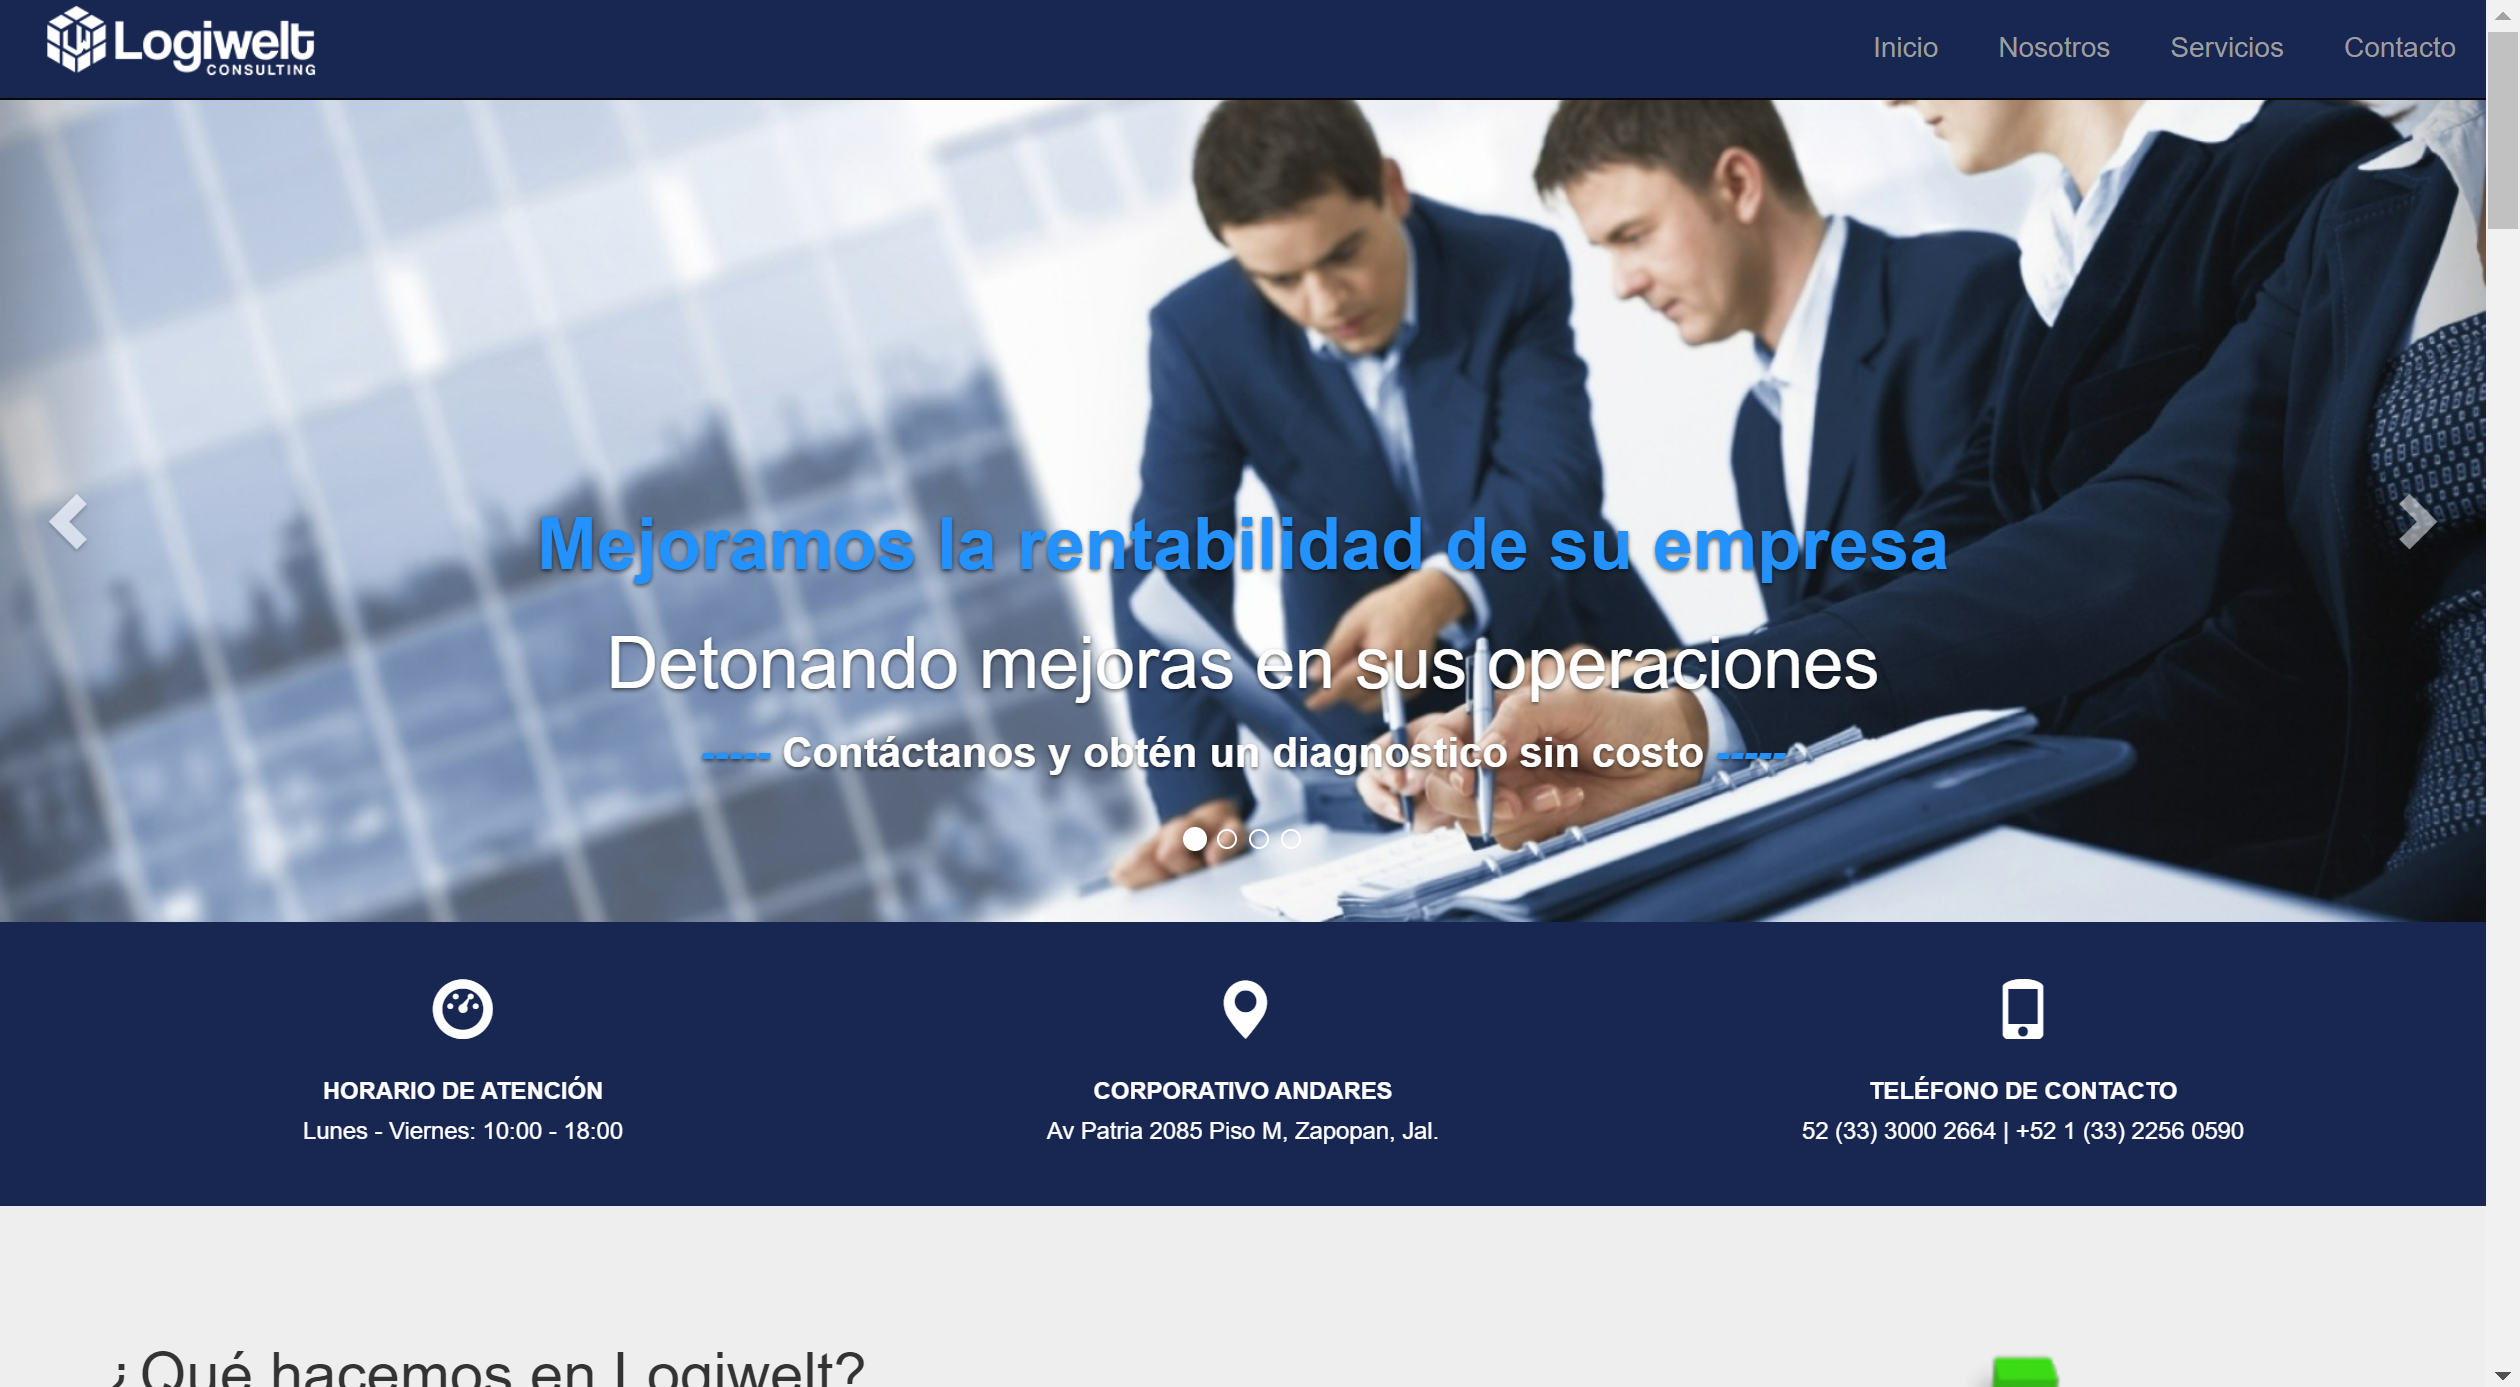 Logiwelt
CONSULTING
Inicio Nosotros Servicios Contacto
Mejoramos la rentabilidad de su empresa
Detonando mejoras en sus operaciones
----- Contáctanos y obtén un diagnostico sin costo -----
HORARIO DE ATENCIÓN
Lunes - Viernes: 10:00 - 18:00
CORPORATIVO ANDARES
Av Patria 2085 Piso M, Zapopan, Jal.
TELÉFONO DE CONTACTO
52 (33) 3000 2664 | +52 1 (33) 2256 0590
¿Qué hacemos en Logiwelt?